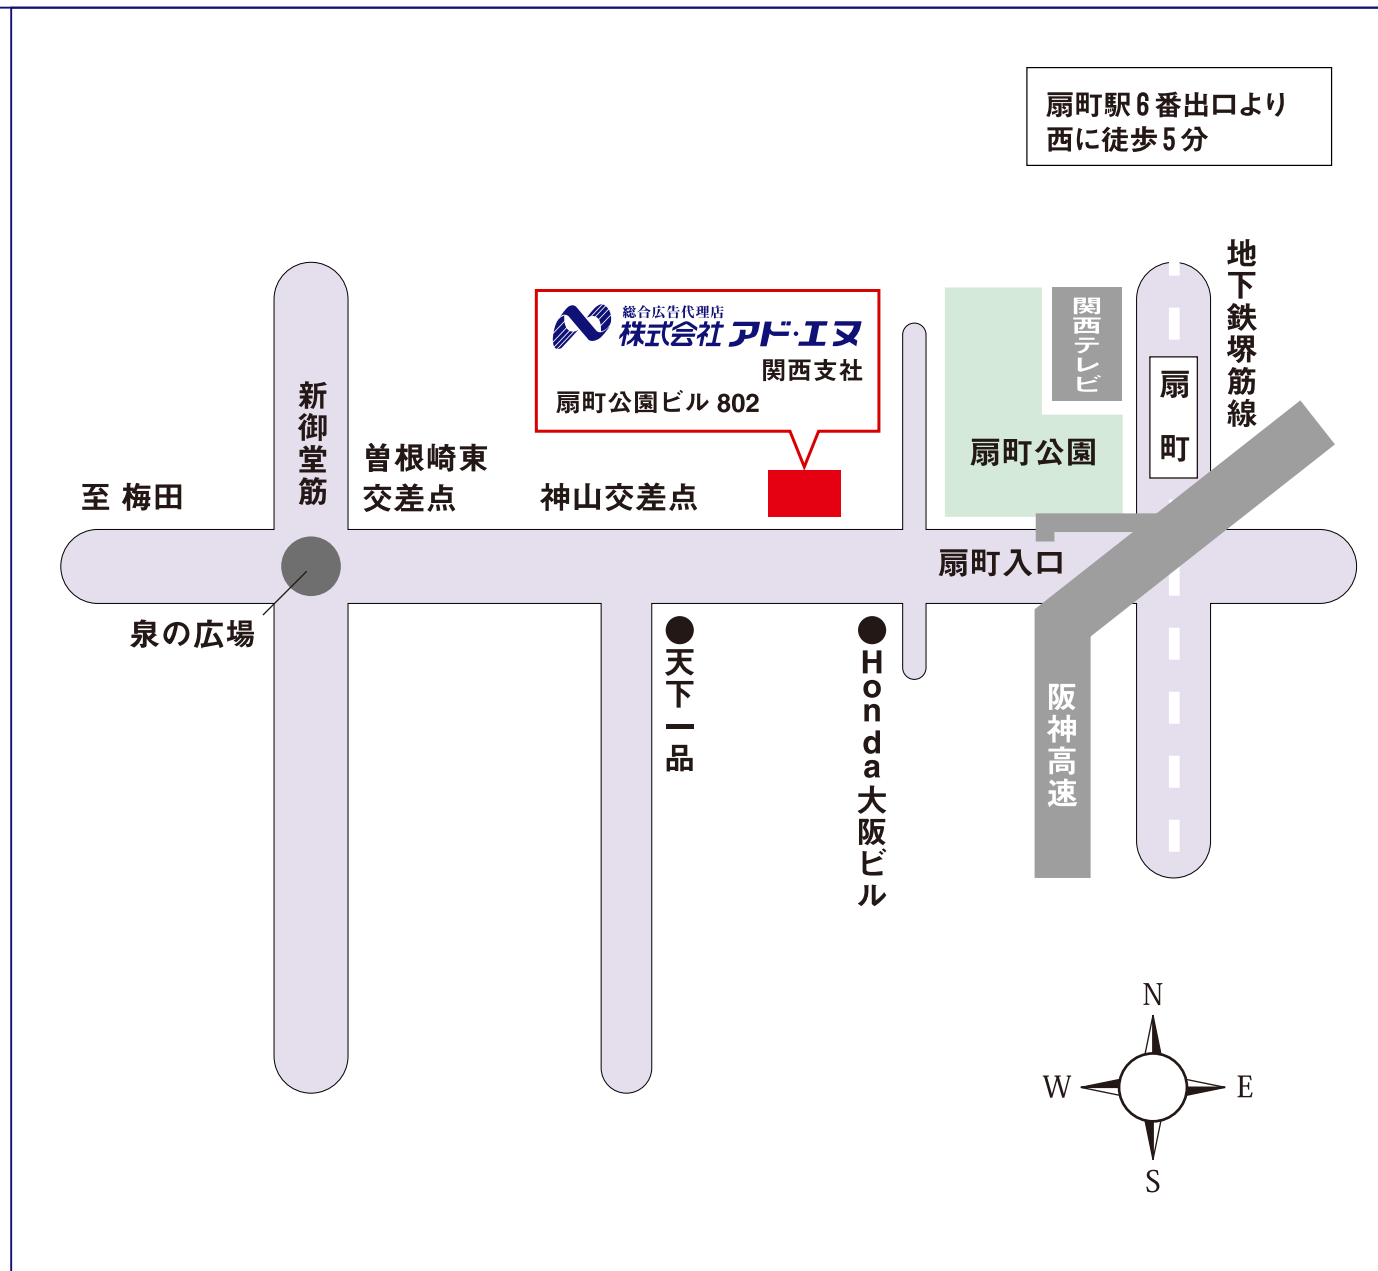 扇町駅6番出口より
西に徒歩5分
地下鉄堺筋線
関西テレビ
扇町
総合広告代理店
株式会社アド・エヌ
関西支社
扇町公園ビル 802
新御堂筋
曽根崎東
交差点
扇町公園
至 梅田
神山交差点
扇町入口
泉の広場
天下一品
Honda大阪ビル
阪神高速
N
W
E
S